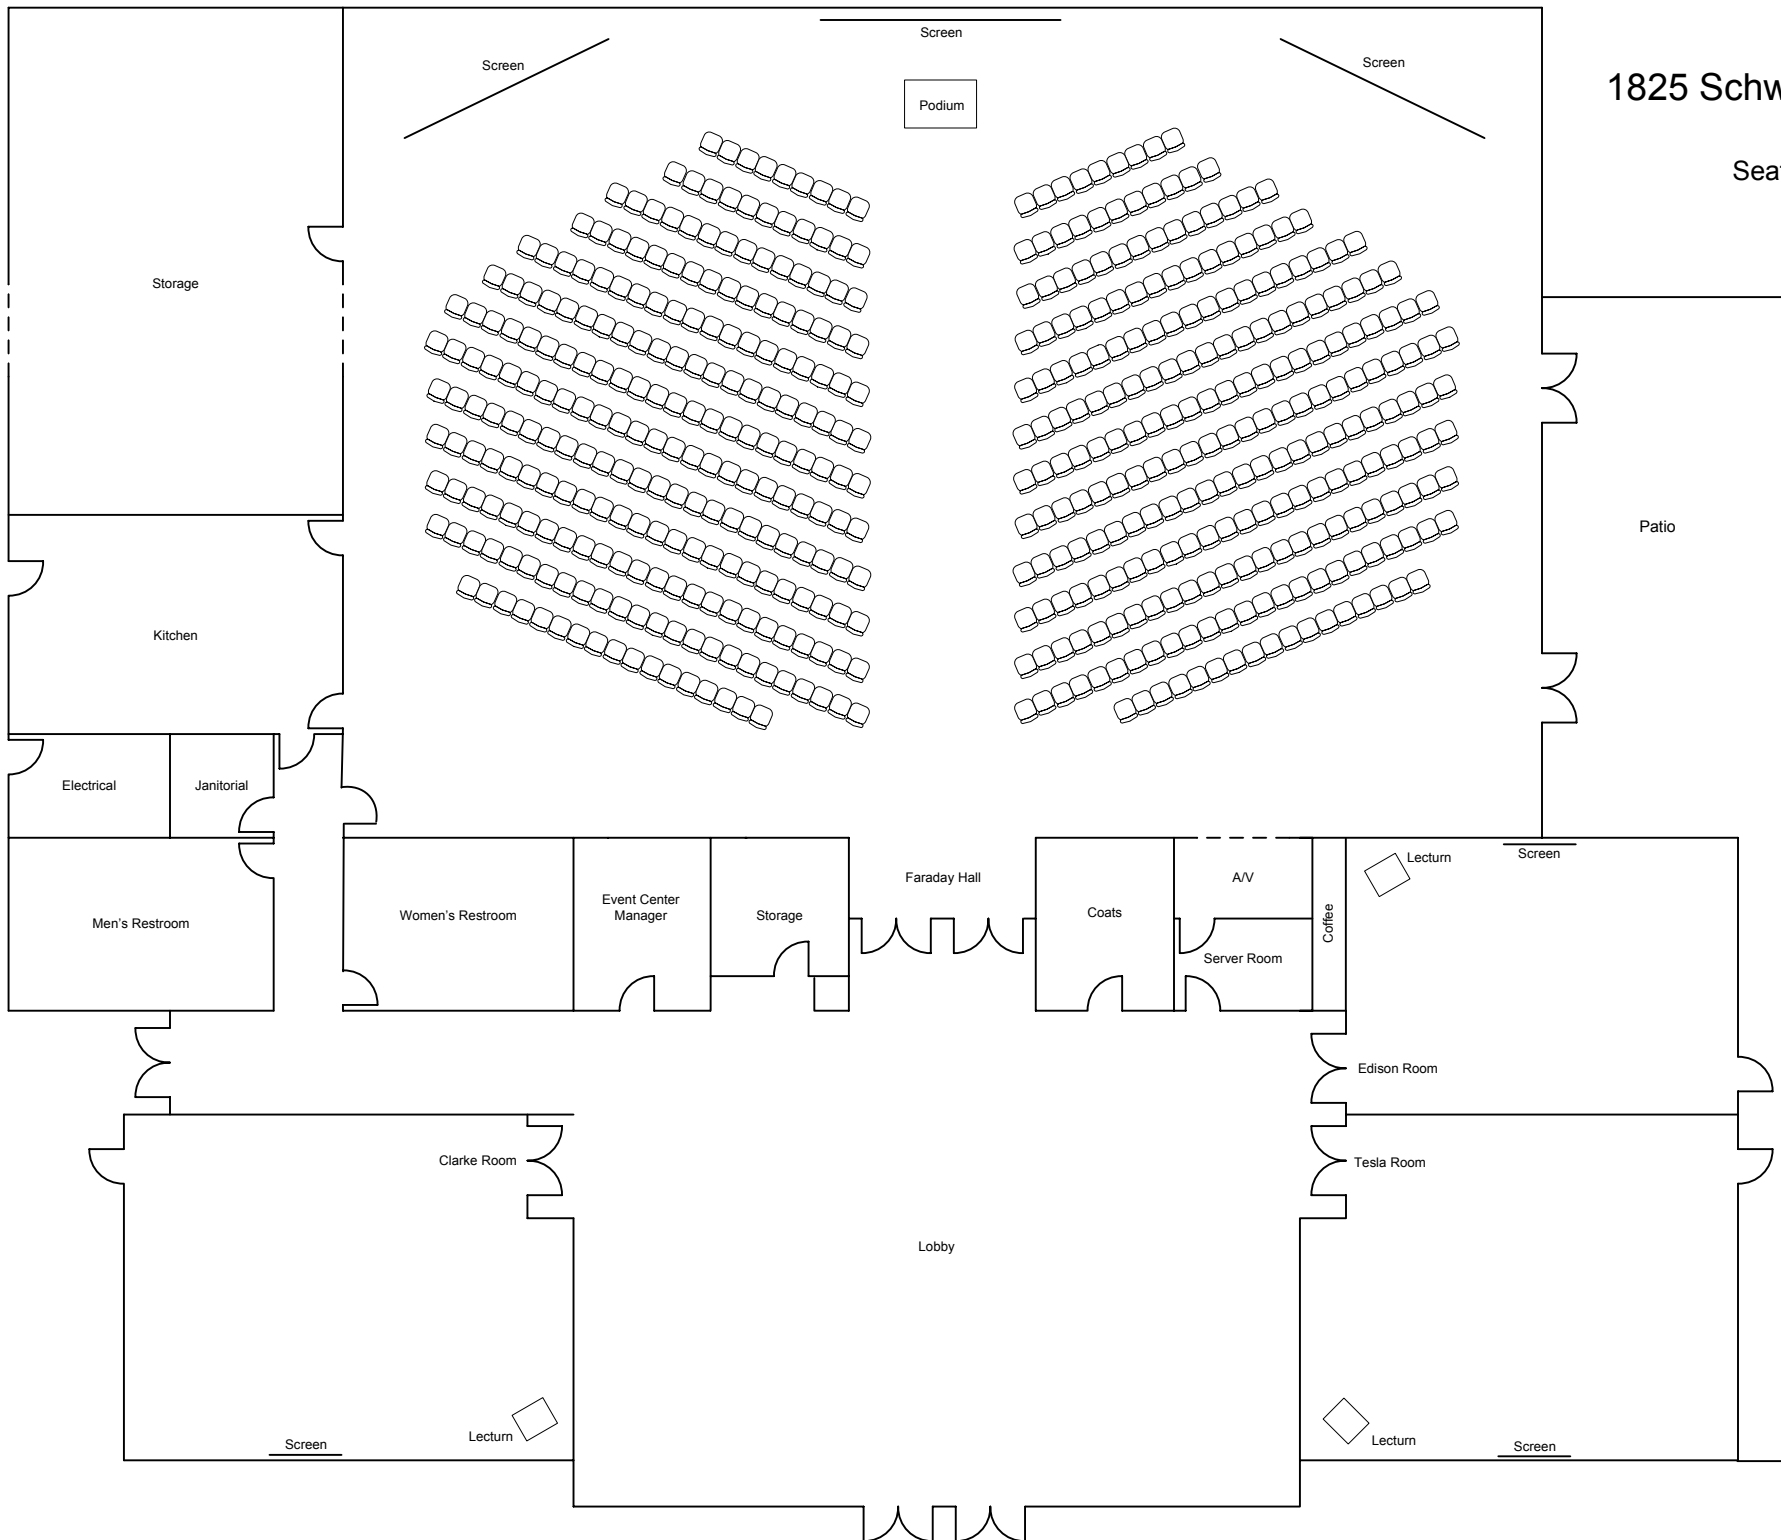 Screen
Screen
Screen
Podium
1825 Schw
Seat
Storage
Patio
Kitchen
Electrical
Janitorial
Men's Restroom
Women's Restroom
Event Center
Manager
Storage
Faraday Hall
Coats
A/V
Server Room
Coffee
Lecturn
Screen
Edison Room
Clarke Room
Tesla Room
Lobby
Lecturn
Screen
Lecturn
Screen